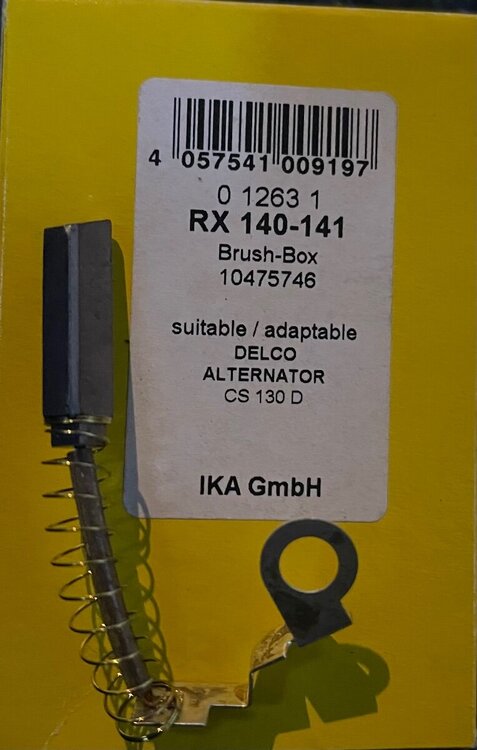 4 057541 009197
0 1263 1
RX 140-141
Brush-Box
10475746
suitable / adaptable
DELCO
ALTERNATOR
CS 130 D
IKA GmbH